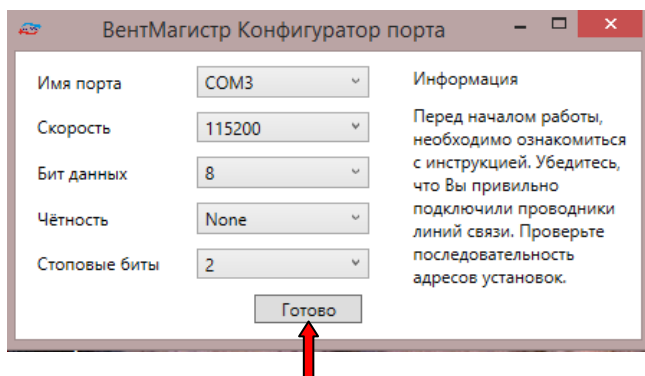 ВентМагистр Конфигуратор порта
Имя порта
COM3
Скорость
115200
Бит данных
8
Чётность
None
Стоповые биты
2
Готово
Информация
Перед началом работы,
необходимо ознакомиться
с инструкцией. Убедитесь,
что Вы привильно
подключили проводники
линий связи. Проверьте
последовательность
адресов установок.